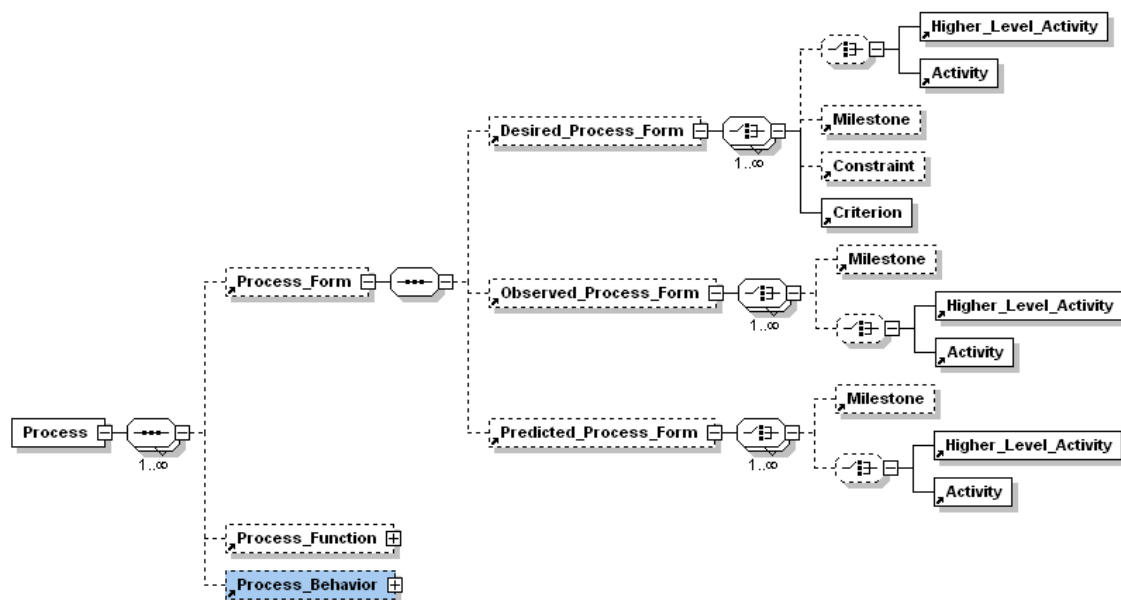 Higher_Level_Activity
Activity
Desired_Process_Form
1..∞
Milestone
Constraint
Criterion
Process_Form
Observed_Process_Form
1..∞
Milestone
Higher_Level_Activity
Activity
Process
1..∞
Predicted_Process_Form
1..∞
Milestone
Higher_Level_Activity
Activity
Process_Function
Process_Behavior